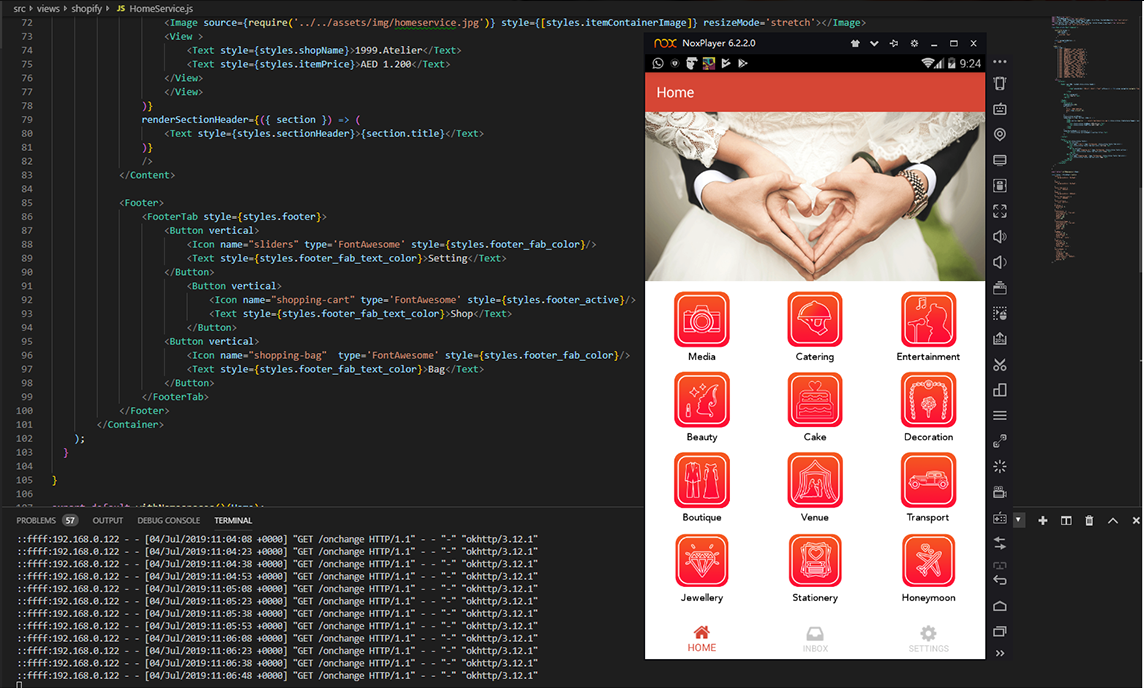 src › views › shopify › JS HomeService.js
72 <Image source={require('../../assets/img/homeservice.jpg')} style={[styles.itemContainerImage]} resizeMode='stretch'></Image>
73 <View >
74 <Text style={styles.shopName}>1999.Atelier</Text>
75 <Text style={styles.itemPrice}>AED 1.200</Text>
76 </View>
77 </View>
78 )}
79 renderSectionHeader={({ section }) => (
80 <Text style={styles.sectionHeader}>{section.title}</Text>
81 )}
82 />
83 </Content>
84
85 <Footer>
86 <FooterTab style={styles.footer}>
87 <Button vertical>
88 <Icon name="sliders" type='FontAwesome' style={styles.footer_fab_color}/>
89 <Text style={styles.footer_fab_text_color}>Setting</Text>
90 </Button>
91 <Button vertical>
92 <Icon name="shopping-cart" type='FontAwesome' style={styles.footer_active}/>
93 <Text style={styles.footer_fab_text_color}>Shop</Text>
94 </Button>
95 <Button vertical>
96 <Icon name="shopping-bag"  type='FontAwesome' style={styles.footer_fab_color}/>
97 <Text style={styles.footer_fab_text_color}>Bag</Text>
98 </Button>
99 </FooterTab>
100 </Footer>
101 </Container>
102 );
103 }
104
105 }
106
PROBLEMS 57 OUTPUT DEBUG CONSOLE TERMINAL
::ffff:192.168.0.122 - - [04/Jul/2019:11:04:08 +0000] "GET /onchange HTTP/1.1" - - "-" "okhttp/3.12.1"
::ffff:192.168.0.122 - - [04/Jul/2019:11:04:23 +0000] "GET /onchange HTTP/1.1" - - "-" "okhttp/3.12.1"
::ffff:192.168.0.122 - - [04/Jul/2019:11:04:38 +0000] "GET /onchange HTTP/1.1" - - "-" "okhttp/3.12.1"
::ffff:192.168.0.122 - - [04/Jul/2019:11:04:53 +0000] "GET /onchange HTTP/1.1" - - "-" "okhttp/3.12.1"
::ffff:192.168.0.122 - - [04/Jul/2019:11:05:08 +0000] "GET /onchange HTTP/1.1" - - "-" "okhttp/3.12.1"
::ffff:192.168.0.122 - - [04/Jul/2019:11:05:23 +0000] "GET /onchange HTTP/1.1" - - "-" "okhttp/3.12.1"
::ffff:192.168.0.122 - - [04/Jul/2019:11:05:38 +0000] "GET /onchange HTTP/1.1" - - "-" "okhttp/3.12.1"
::ffff:192.168.0.122 - - [04/Jul/2019:11:05:53 +0000] "GET /onchange HTTP/1.1" - - "-" "okhttp/3.12.1"
::ffff:192.168.0.122 - - [04/Jul/2019:11:06:08 +0000] "GET /onchange HTTP/1.1" - - "-" "okhttp/3.12.1"
::ffff:192.168.0.122 - - [04/Jul/2019:11:06:23 +0000] "GET /onchange HTTP/1.1" - - "-" "okhttp/3.12.1"
::ffff:192.168.0.122 - - [04/Jul/2019:11:06:38 +0000] "GET /onchange HTTP/1.1" - - "-" "okhttp/3.12.1"
::ffff:192.168.0.122 - - [04/Jul/2019:11:06:48 +0000] "GET /onchange HTTP/1.1" - - "-" "okhttp/3.12.1"
nox NoxPlayer 6.2.2.0
9:24
Home
Media Catering Entertainment
Beauty Cake Decoration
Boutique Venue Transport
Jewellery Stationery Honeymoon
HOME INBOX SETTINGS